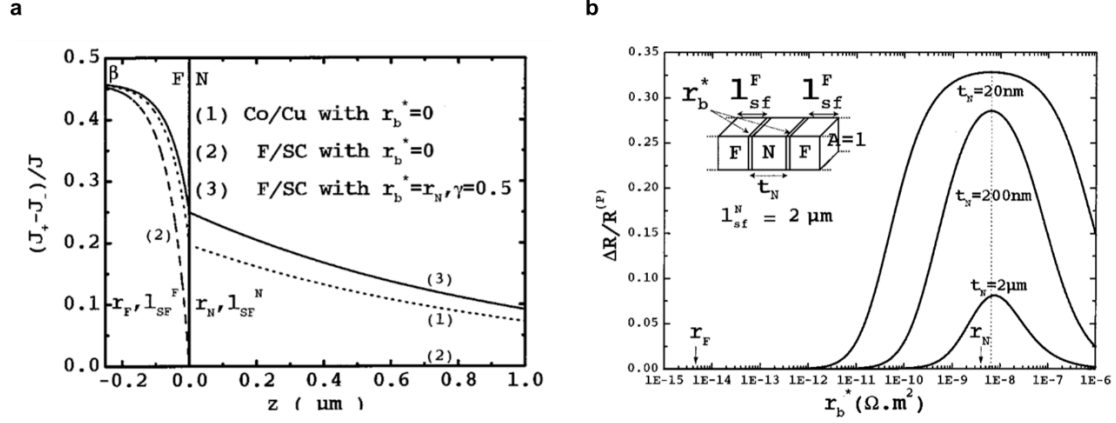 a
b
0.5
0.4
0.3
0.2
0.1
0.0
(J₊-J₋)/J
β
F
N
(1) Co/Cu with r_b*=0
(2) F/SC with r_b*=0
(3) F/SC with r_b*=r_N,γ=0.5
(2)
(3)
(1)
(2)
r_F,l_SF^F
r_N,l_SF^N
-0.2
0.0
0.2
0.4
0.6
0.8
1.0
z ( μm )
0.35
0.30
0.25
0.20
0.15
0.10
0.05
0.00
ΔR/R^(P)
r_b*
l_sf^F
l_sf^F
F
N
F
A=1
t_N
l_sf^N = 2 μm
t_N=20nm
t_N=200nm
t_N=2μm
r_F
r_N
1E-15
1E-14
1E-13
1E-12
1E-11
1E-10
1E-9
1E-8
1E-7
1E-6
r_b*(Ω.m²)